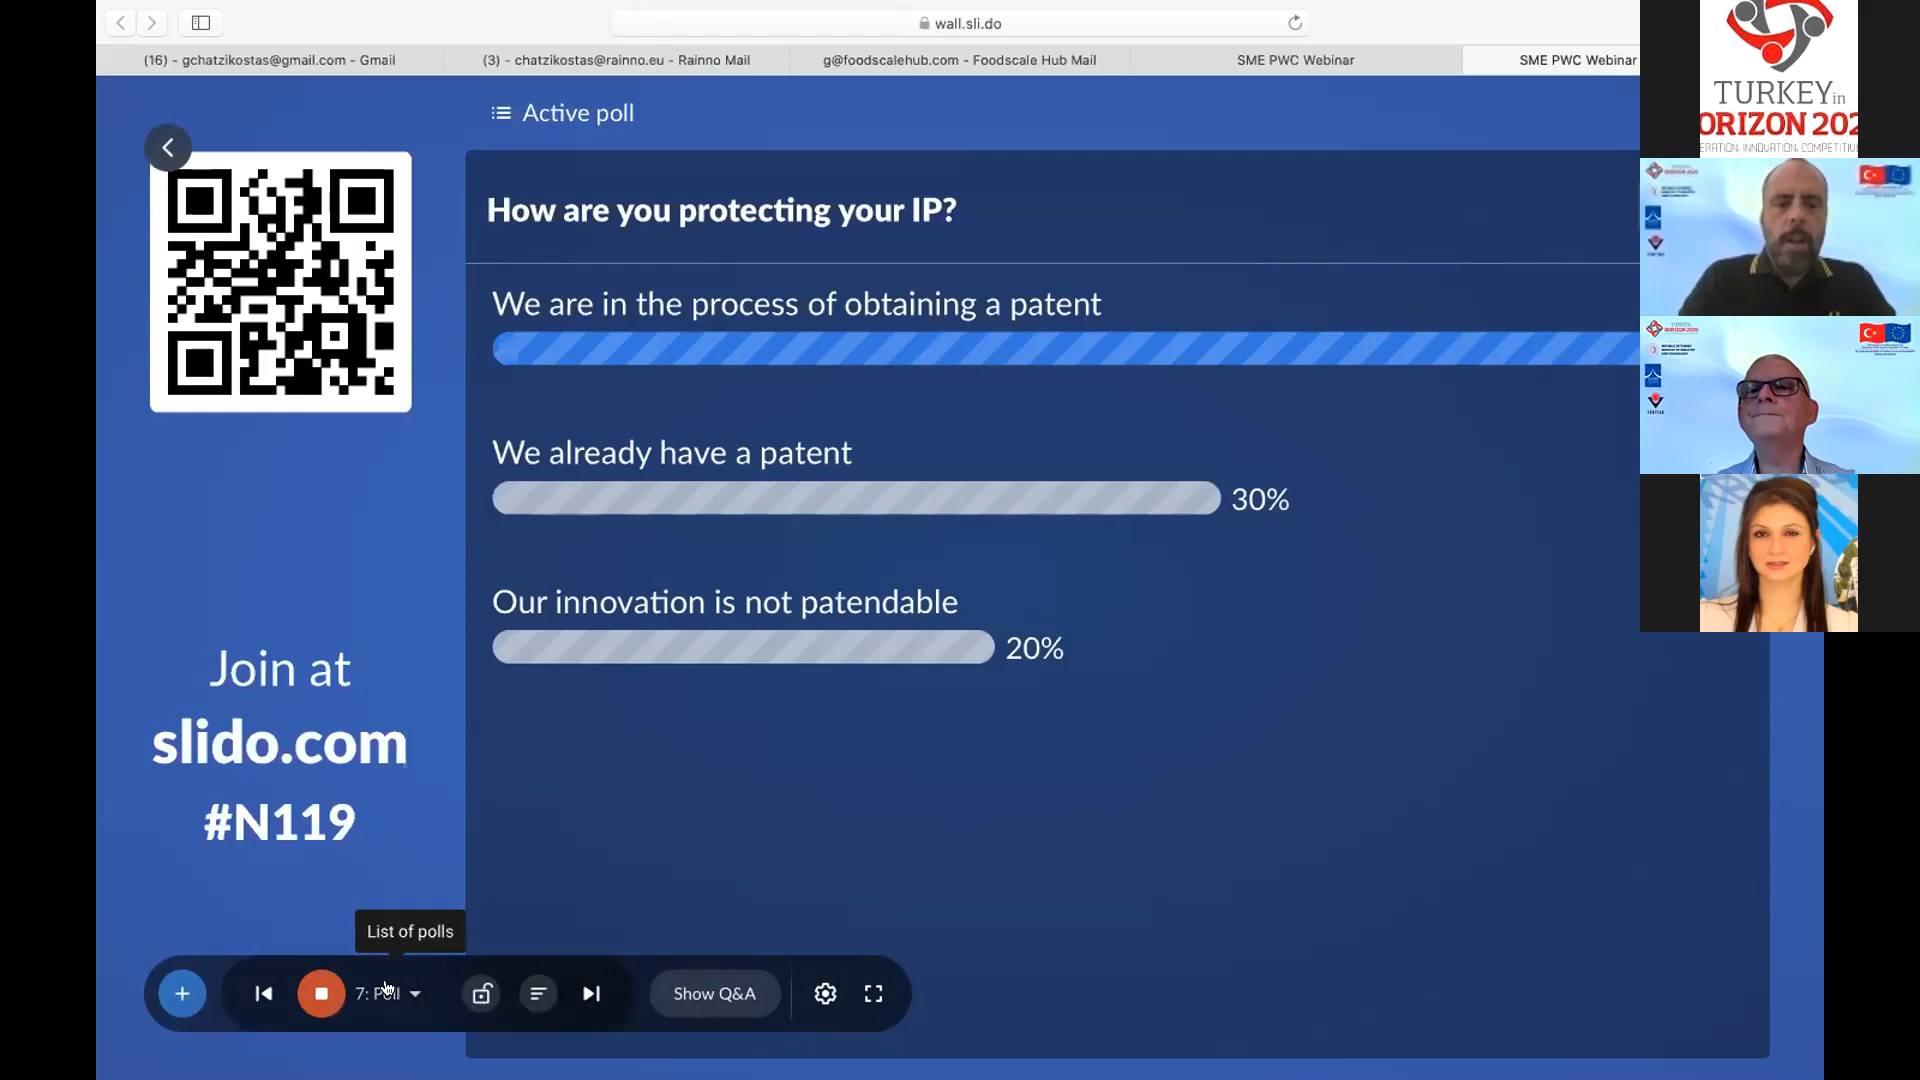 wall.sli.do
(16) - gchatzikostas@gmail.com - Gmail
(3) - chatzikostas@rainno.eu - Rainno Mail
g@foodscalehub.com - Foodscale Hub Mail
SME PWC Webinar
SME PWC Webinar
Active poll
How are you protecting your IP?
We are in the process of obtaining a patent
We already have a patent
30%
Our innovation is not patendable
20%
Join at
slido.com
#N119
List of polls
7: Poll
Show Q&A
TURKEY in
ORIZON 202
ERATION, INNOVATION, COMPETITIVE